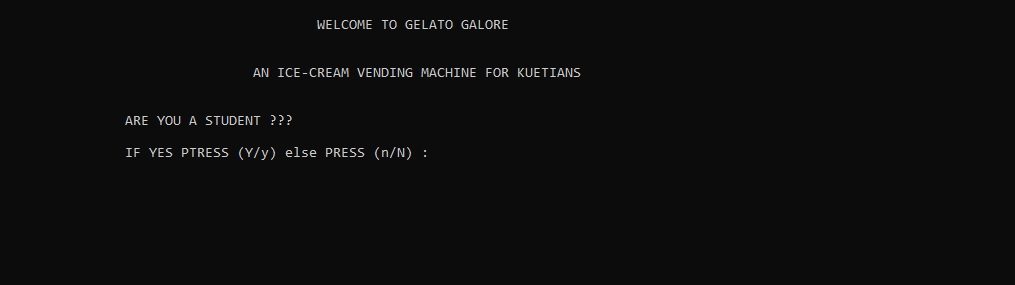 WELCOME TO GELATO GALORE
AN ICE-CREAM VENDING MACHINE FOR KUETIANS
ARE YOU A STUDENT ???
IF YES PTRESS (Y/y) else PRESS (n/N) :